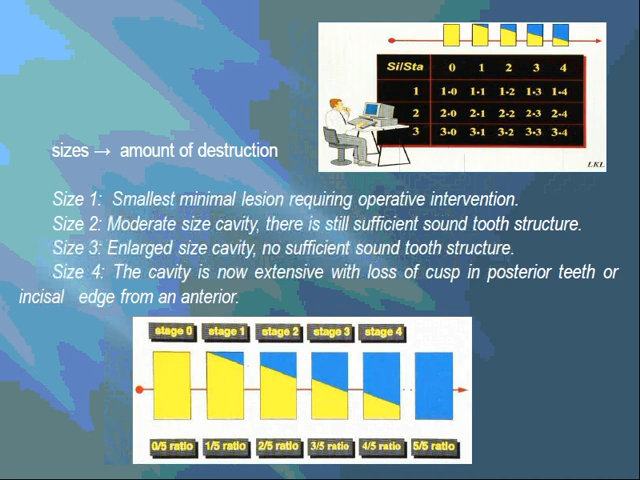 Si/Sta 0 1 2 3 4
1 1-0 1-1 1-2 1-3 1-4
2 2-0 2-1 2-2 2-3 2-4
3 3-0 3-1 3-2 3-3 3-4
LKL
sizes → amount of destruction
Size 1: Smallest minimal lesion requiring operative intervention.
Size 2: Moderate size cavity, there is still sufficient sound tooth structure.
Size 3: Enlarged size cavity, no sufficient sound tooth structure.
Size 4: The cavity is now extensive with loss of cusp in posterior teeth or
incisal edge from an anterior.
stage 0 stage 1 stage 2 stage 3 stage 4
0/5 ratio 1/5 ratio 2/5 ratio 3/5 ratio 4/5 ratio 5/5 ratio